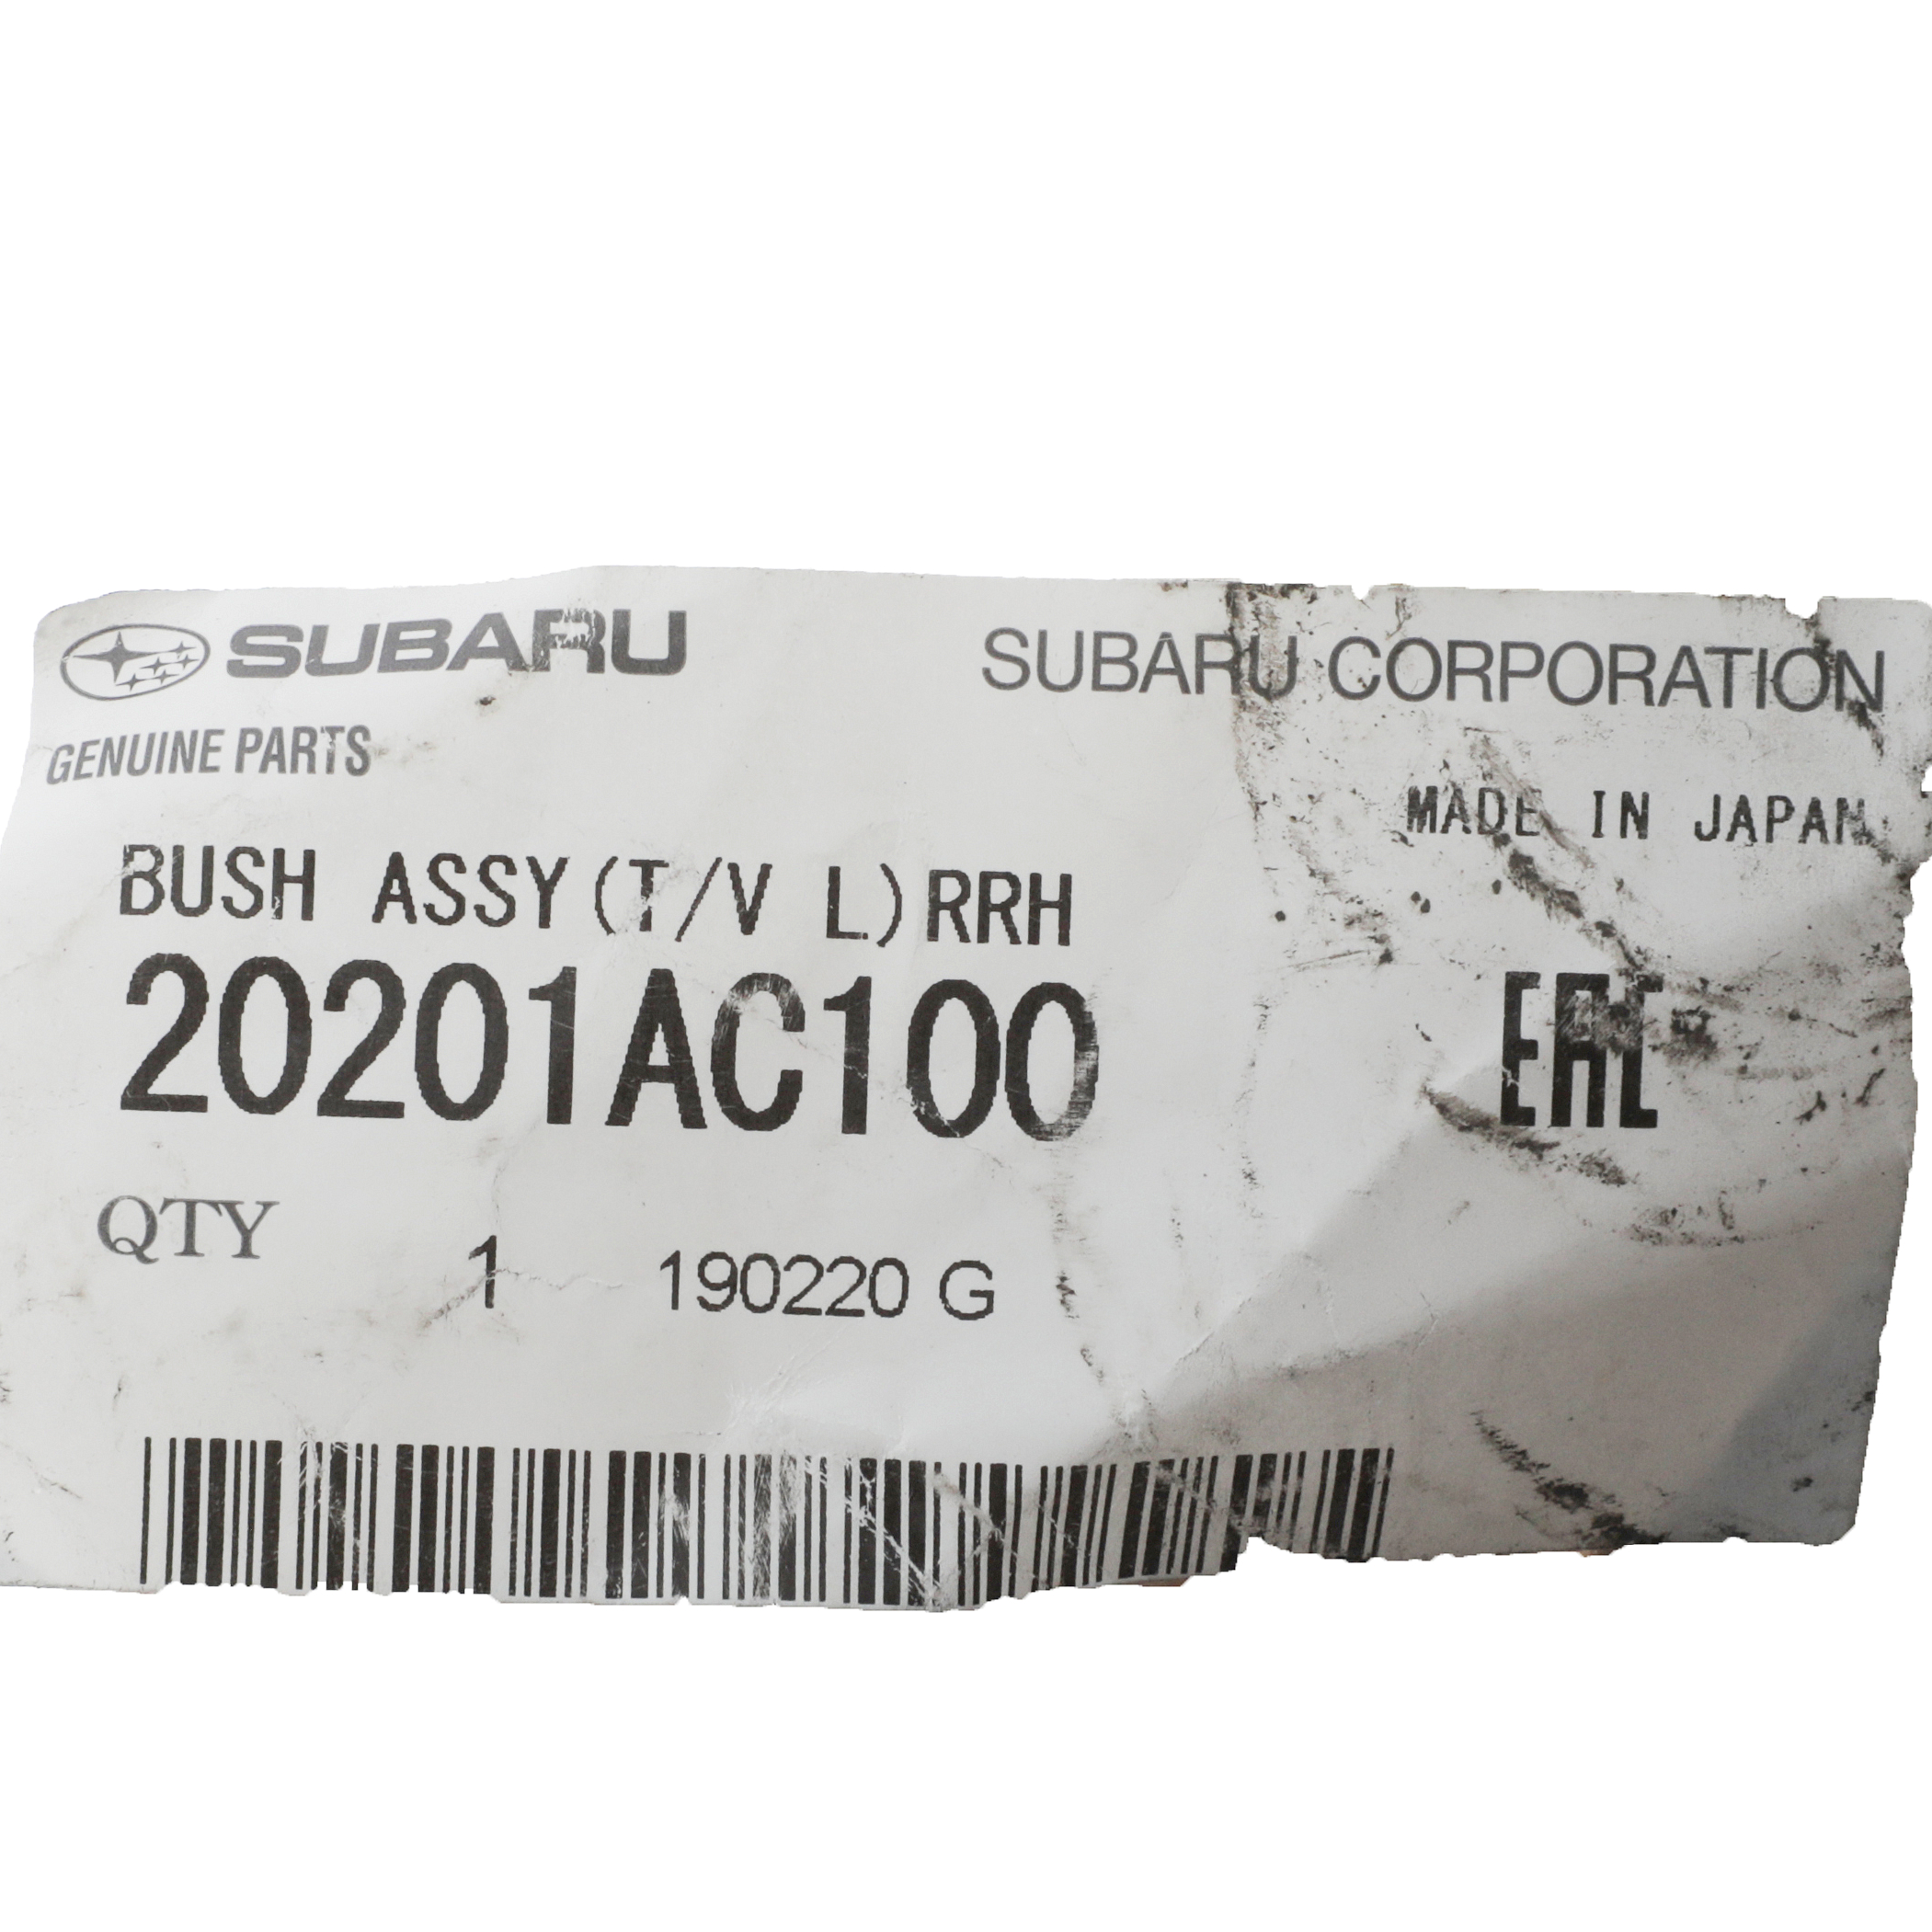 SUBARU SUBARU CORPORATION
GENUINE PARTS
MADE IN JAPAN
BUSH ASSY(T/V L)RRH
20201AC100
EAC
QTY 1 190220 G